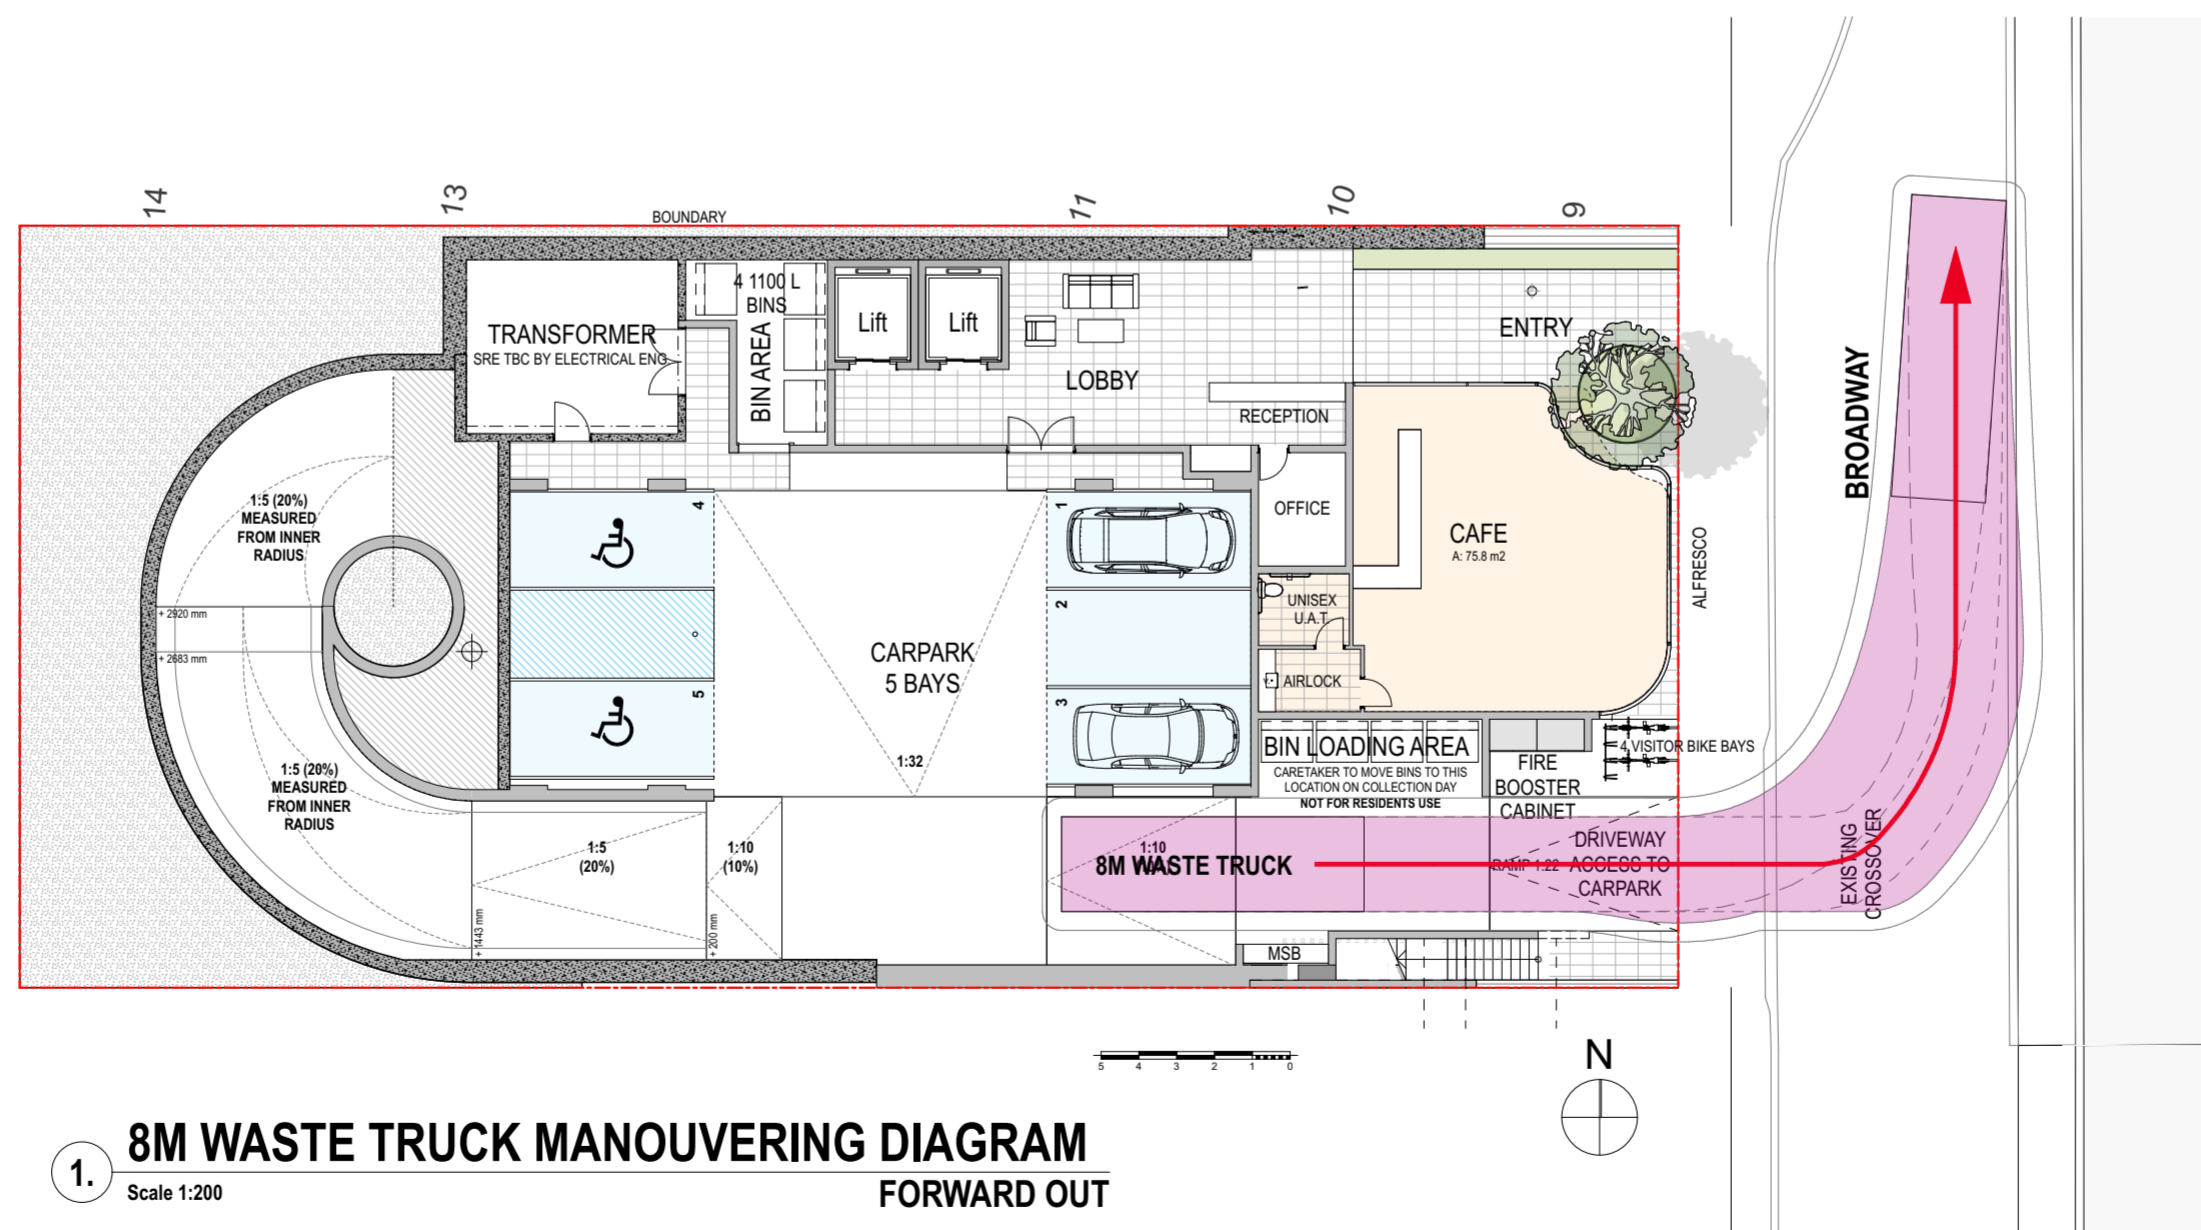 14
13
11
10
9
BOUNDARY
TRANSFORMER
SRE TBC BY ELECTRICAL ENG
4 1100 L
BINS
BIN AREA
Lift
Lift
LOBBY
RECEPTION
ENTRY
BROADWAY
OFFICE
CAFE
A: 75.8 m2
ALFRESCO
UNISEX
U.A.T.
AIRLOCK
1:5 (20%)
MEASURED
FROM INNER
RADIUS
+ 2920 mm
+ 2683 mm
4
5
1
2
3
CARPARK
5 BAYS
1:32
BIN LOADING AREA
CARETAKER TO MOVE BINS TO THIS
LOCATION ON COLLECTION DAY
NOT FOR RESIDENTS USE
FIRE
BOOSTER
CABINET
4 VISITOR BIKE BAYS
1:5 (20%)
MEASURED
FROM INNER
RADIUS
1:5
(20%)
1:10
(10%)
+ 1443 mm
+ 200 mm
1:10
8M WASTE TRUCK
RAMP 1:22
DRIVEWAY
ACCESS TO
CARPARK
EXISTING
CROSSOVER
MSB
5 4 3 2 1 0
N
1.
8M WASTE TRUCK MANOUVERING DIAGRAM
Scale 1:200
FORWARD OUT